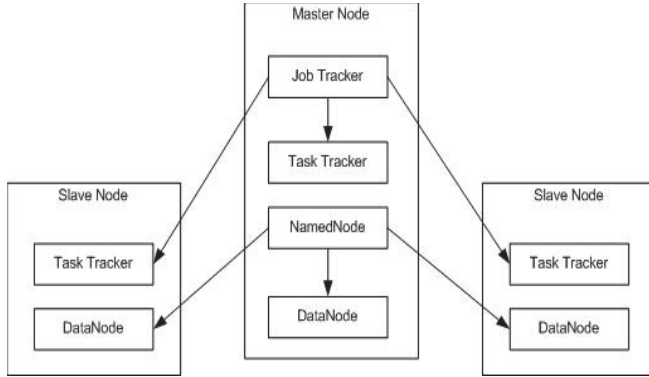 Master Node
Job Tracker
Task Tracker
NamedNode
DataNode
Slave Node
Task Tracker
DataNode
Slave Node
Task Tracker
DataNode